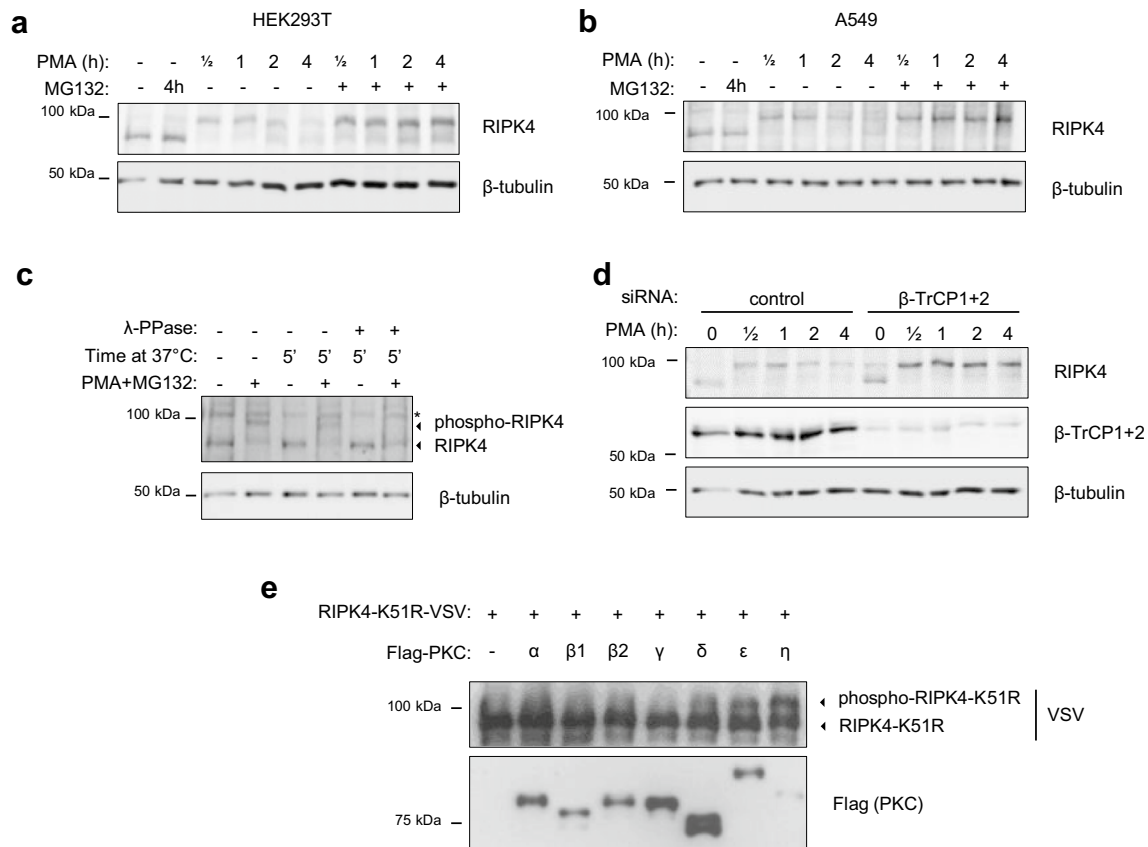 a
HEK293T
PMA (h): - - ½ 1 2 4 ½ 1 2 4
MG132: - 4h - - - - + + + +
100 kDa
RIPK4
50 kDa
β-tubulin
b
A549
PMA (h): - - ½ 1 2 4 ½ 1 2 4
MG132: - 4h - - - - + + + +
100 kDa
RIPK4
50 kDa
β-tubulin
c
λ-PPase: - - - - + +
Time at 37°C: - - 5' 5' 5' 5'
PMA+MG132: - + - + - +
100 kDa
*
phospho-RIPK4
RIPK4
50 kDa
β-tubulin
d
siRNA: control β-TrCP1+2
PMA (h): 0 ½ 1 2 4 0 ½ 1 2 4
100 kDa
RIPK4
β-TrCP1+2
50 kDa
50 kDa
β-tubulin
e
RIPK4-K51R-VSV: + + + + + + + +
Flag-PKC: - α β1 β2 γ δ ε η
100 kDa
phospho-RIPK4-K51R
RIPK4-K51R
VSV
Flag (PKC)
75 kDa